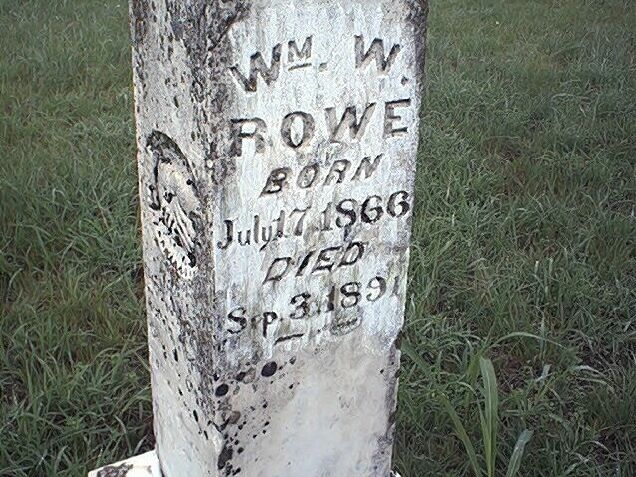 Wm. W.
ROWE
BORN
July 17, 1866
DIED
Sep. 3, 1891